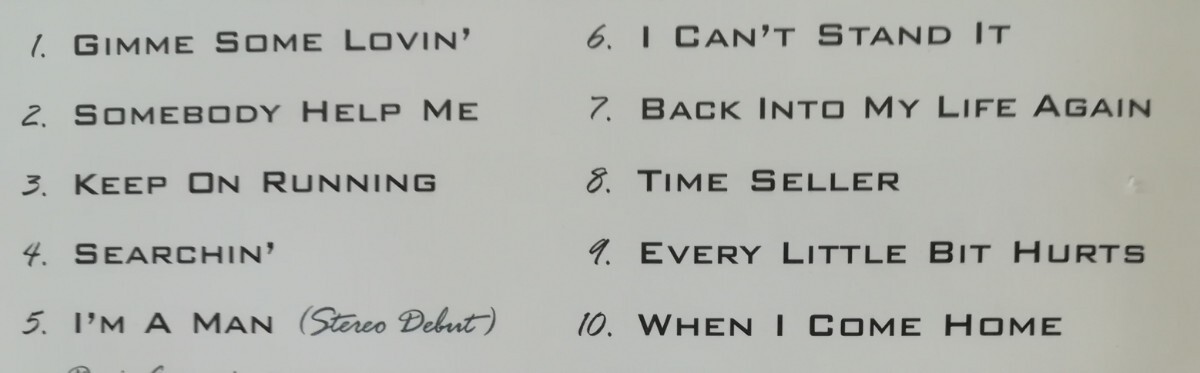 1. Gimme Some Lovin'
2. Somebody Help Me
3. Keep On Running
4. Searchin'
5. I'm A Man (Stereo Debut)
6. I Can't Stand It
7. Back Into My Life Again
8. Time Seller
9. Every Little Bit Hurts
10. When I Come Home